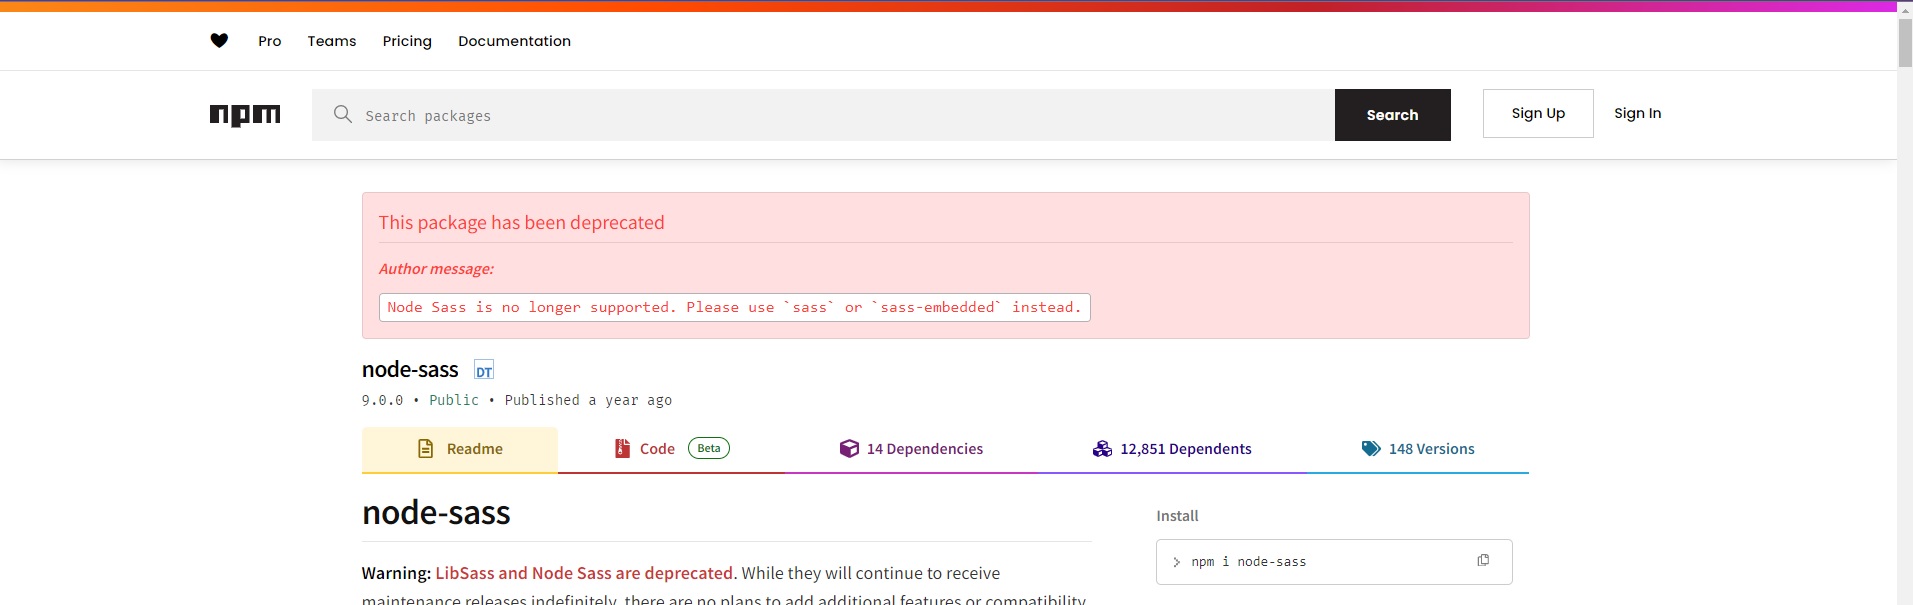 Pro Teams Pricing Documentation
npm Search packages Search Sign Up Sign In
This package has been deprecated
Author message:
Node Sass is no longer supported. Please use `sass` or `sass-embedded` instead.
node-sass DT
9.0.0 • Public • Published a year ago
Readme Code Beta 14 Dependencies 12,851 Dependents 148 Versions
node-sass
Warning: LibSass and Node Sass are deprecated. While they will continue to receive
maintenance releases indefinitely, there are no plans to add additional features or compatibility
Install
> npm i node-sass